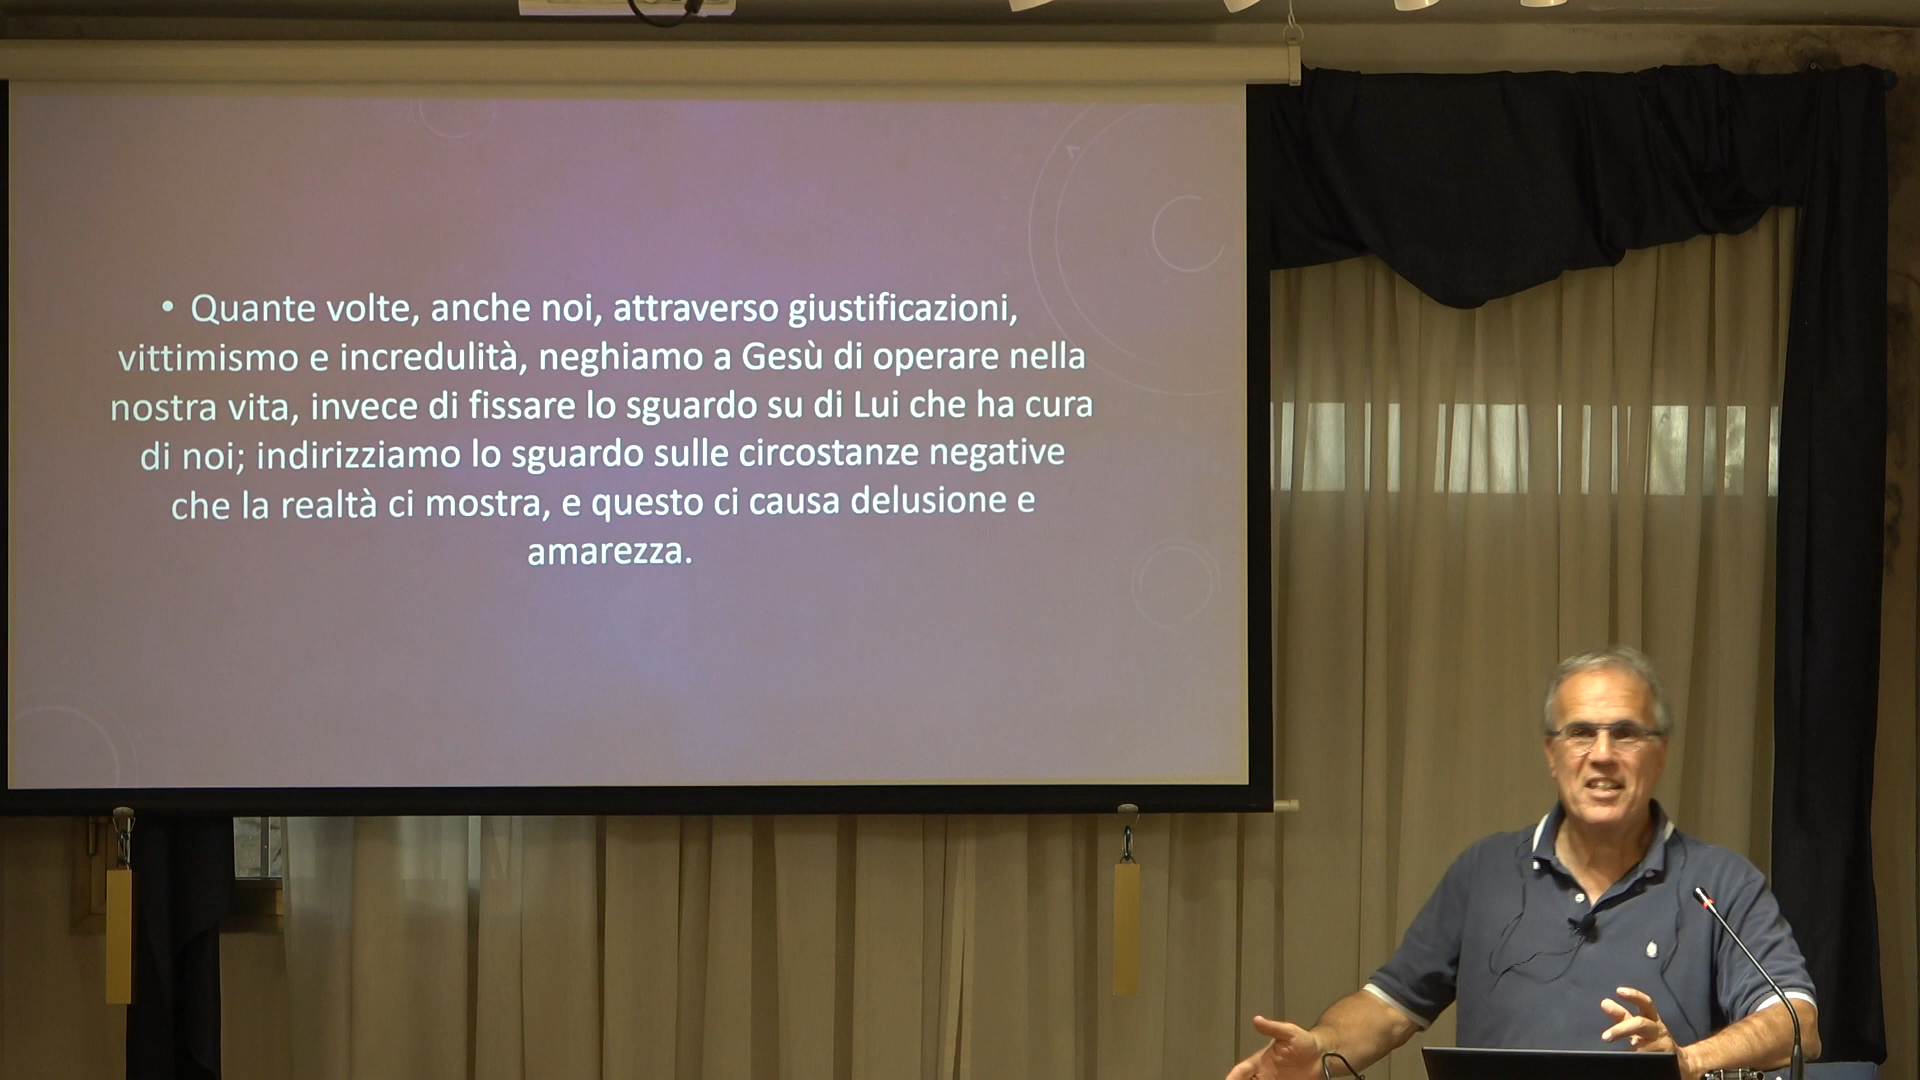 • Quante volte, anche noi, attraverso giustificazioni,
vittimismo e incredulità, neghiamo a Gesù di operare nella
nostra vita, invece di fissare lo sguardo su di Lui che ha cura
di noi; indirizziamo lo sguardo sulle circostanze negative
che la realtà ci mostra, e questo ci causa delusione e
amarezza.